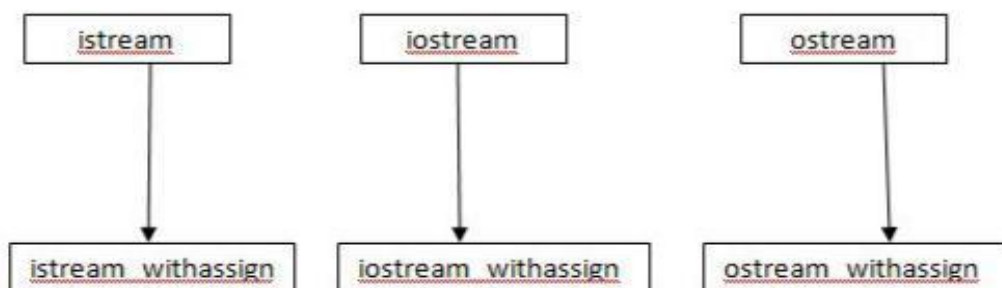 istream
iostream
ostream
istream_withassign
iostream_withassign
ostream_withassign